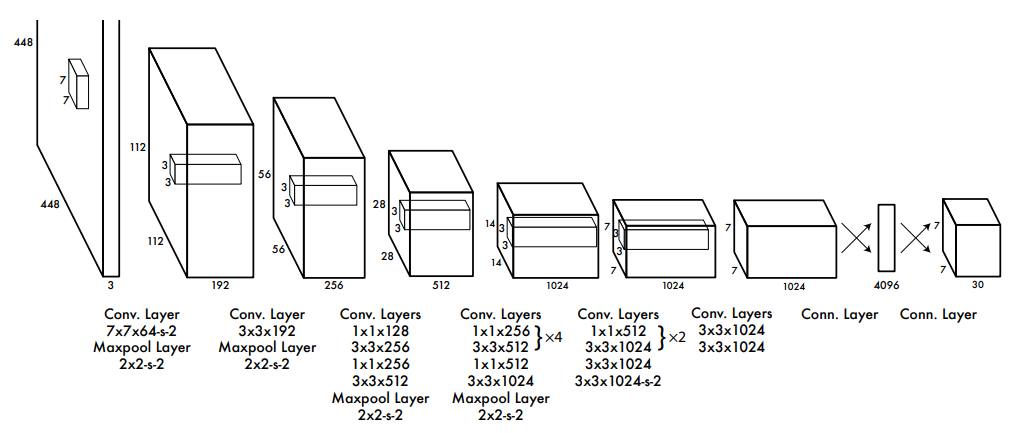 448
7
7
448
3
112
3
3
112
192
56
3
3
56
256
28
3
3
28
512
14
3
3
14
1024
7
3
3
7
1024
7
7
1024
4096
7
7
30
Conv. Layer
7x7x64-s-2
Maxpool Layer
2x2-s-2
Conv. Layer
3x3x192
Maxpool Layer
2x2-s-2
Conv. Layers
1x1x128
3x3x256
1x1x256
3x3x512
Maxpool Layer
2x2-s-2
Conv. Layers
1x1x256
3x3x512
}×4
1x1x512
3x3x1024
Maxpool Layer
2x2-s-2
Conv. Layers
1x1x512
3x3x1024
}×2
3x3x1024
3x3x1024-s-2
Conv. Layers
3x3x1024
3x3x1024
Conn. Layer
Conn. Layer